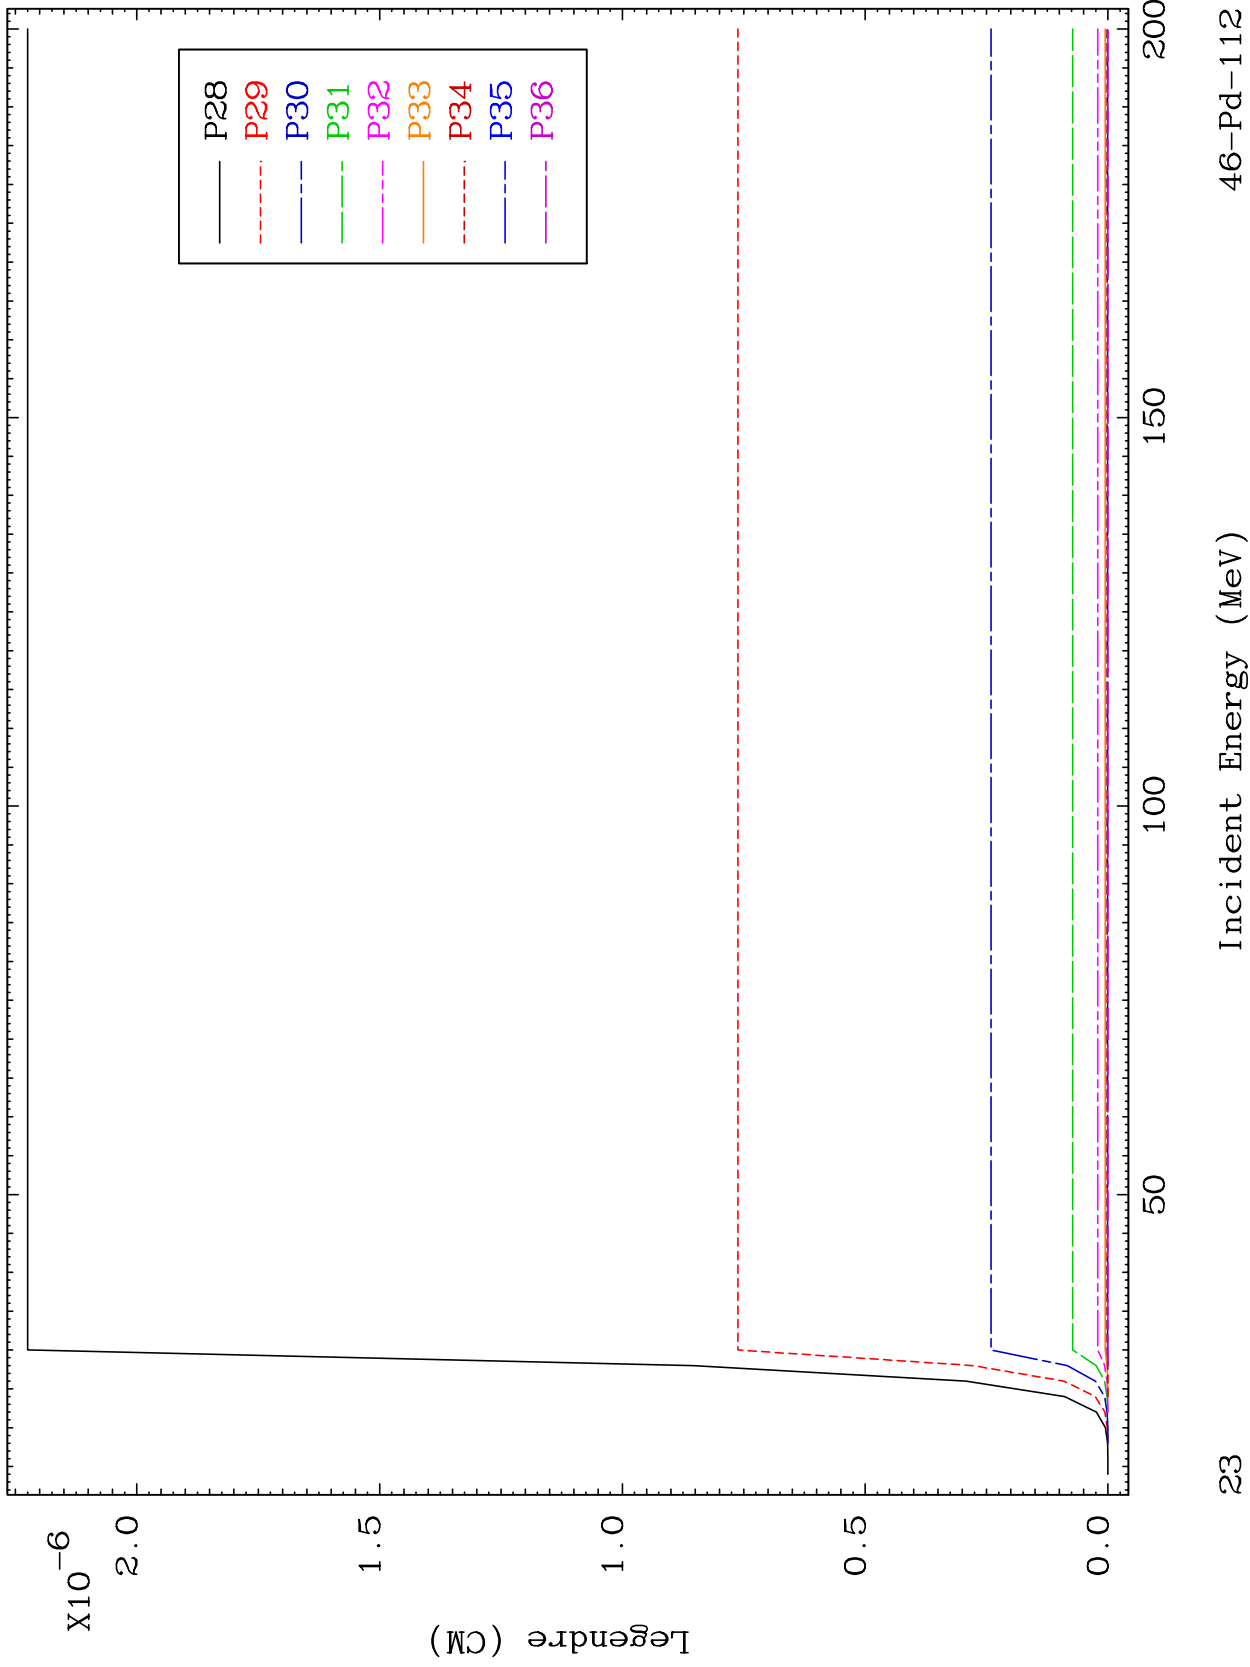 X10-6
2.0
1.5
1.0
0.5
0.0
Legendre (CM)
P28
P29
P30
P31
P32
P33
P34
P35
P36
50
100
150
200
23
Incident Energy (MeV)
46-Pd-112